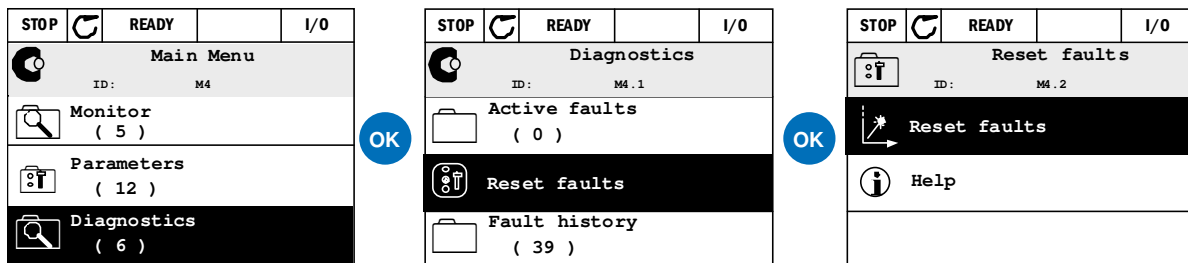 STOP READY I/O
Main Menu
ID: M4
Monitor
( 5 )
Parameters
( 12 )
Diagnostics
( 6 )
OK
STOP READY I/O
Diagnostics
ID: M4.1
Active faults
( 0 )
Reset faults
Fault history
( 39 )
OK
STOP READY I/O
Reset faults
ID: M4.2
Reset faults
Help